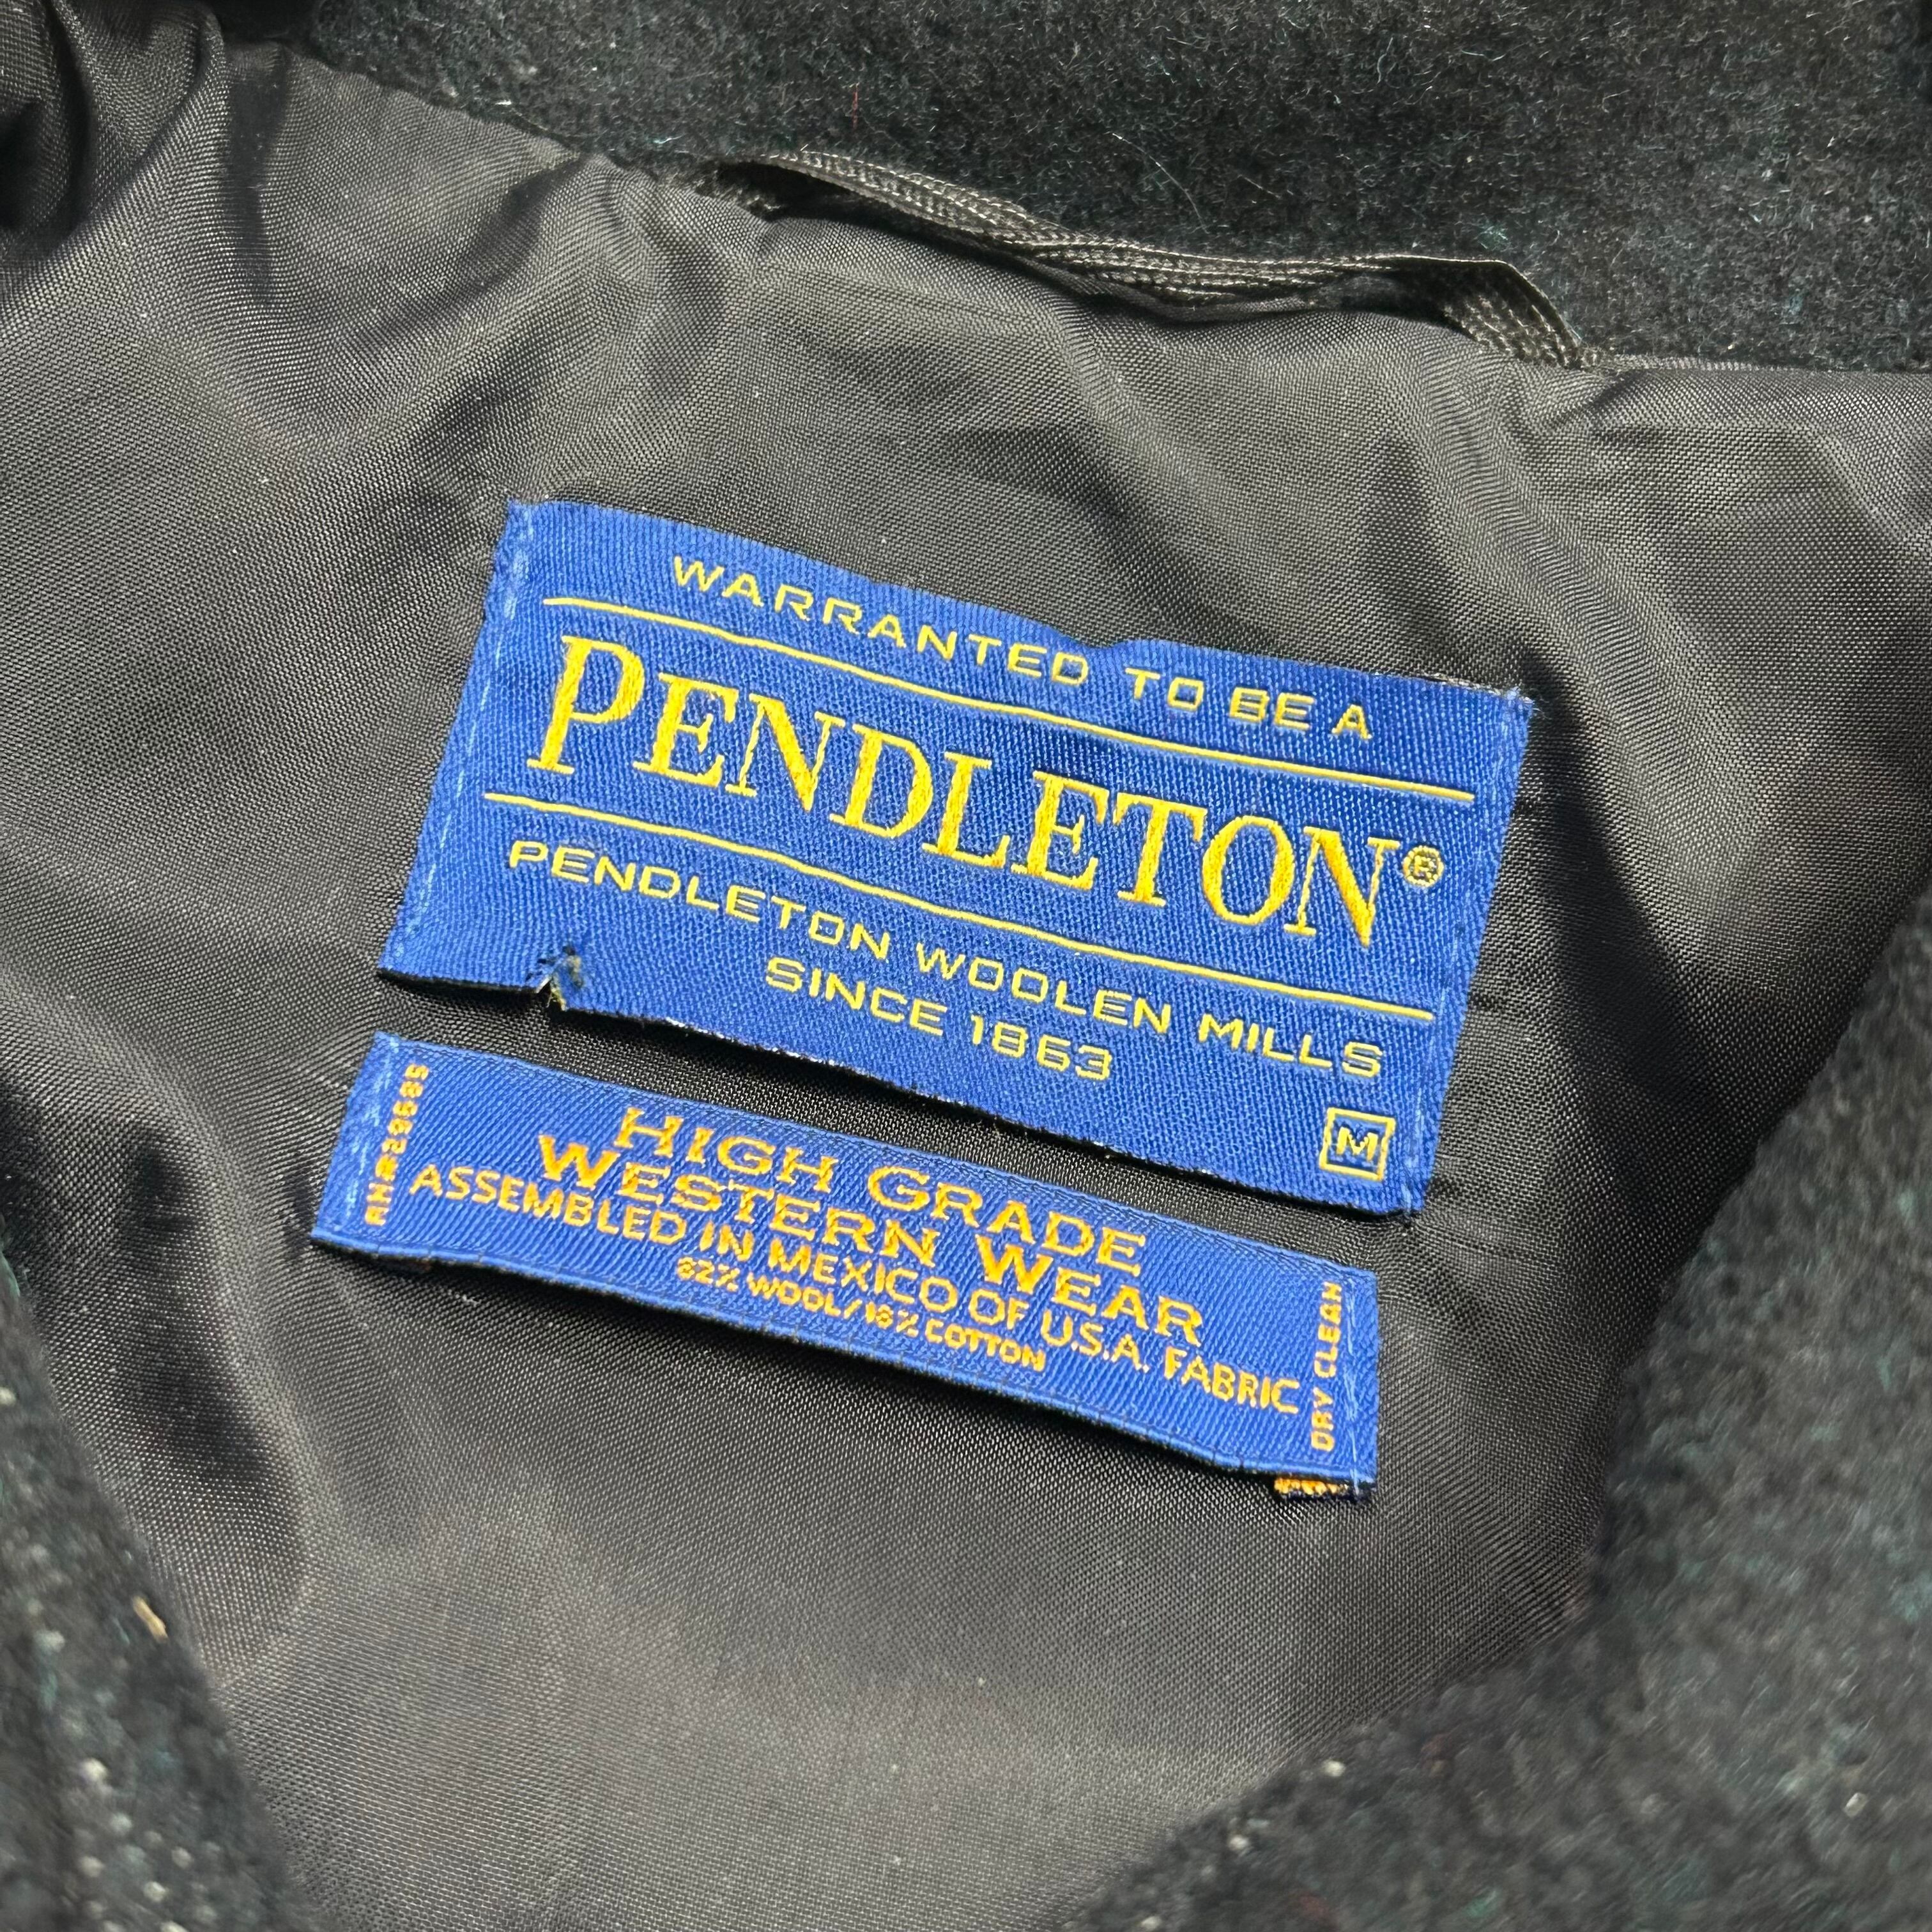 WARRANTED TO BE A
PENDLETON®
PENDLETON WOOLEN MILLS
SINCE 1863
M
HIGH GRADE
WESTERN WEAR
ASSEMBLED IN MEXICO OF U.S.A. FABRIC
82% WOOL/18% COTTON
DRY CLEAN